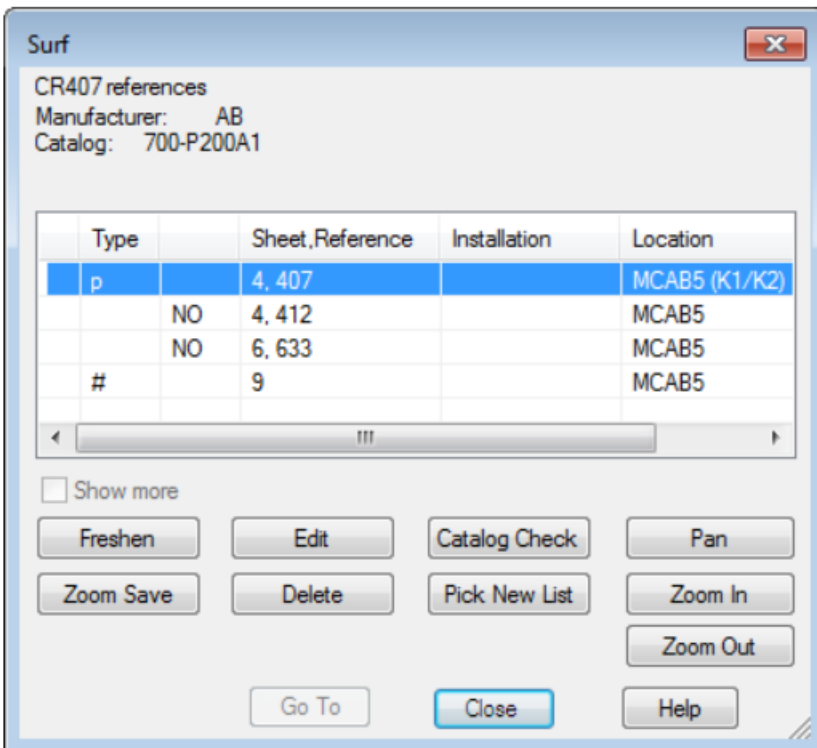 Surf
CR407 references
Manufacturer: AB
Catalog: 700-P200A1
Type Sheet,Reference Installation Location
p 4, 407 MCAB5 (K1/K2)
NO 4, 412 MCAB5
NO 6, 633 MCAB5
# 9 MCAB5
Show more
Freshen Edit Catalog Check Pan
Zoom Save Delete Pick New List Zoom In
Zoom Out
Go To Close Help